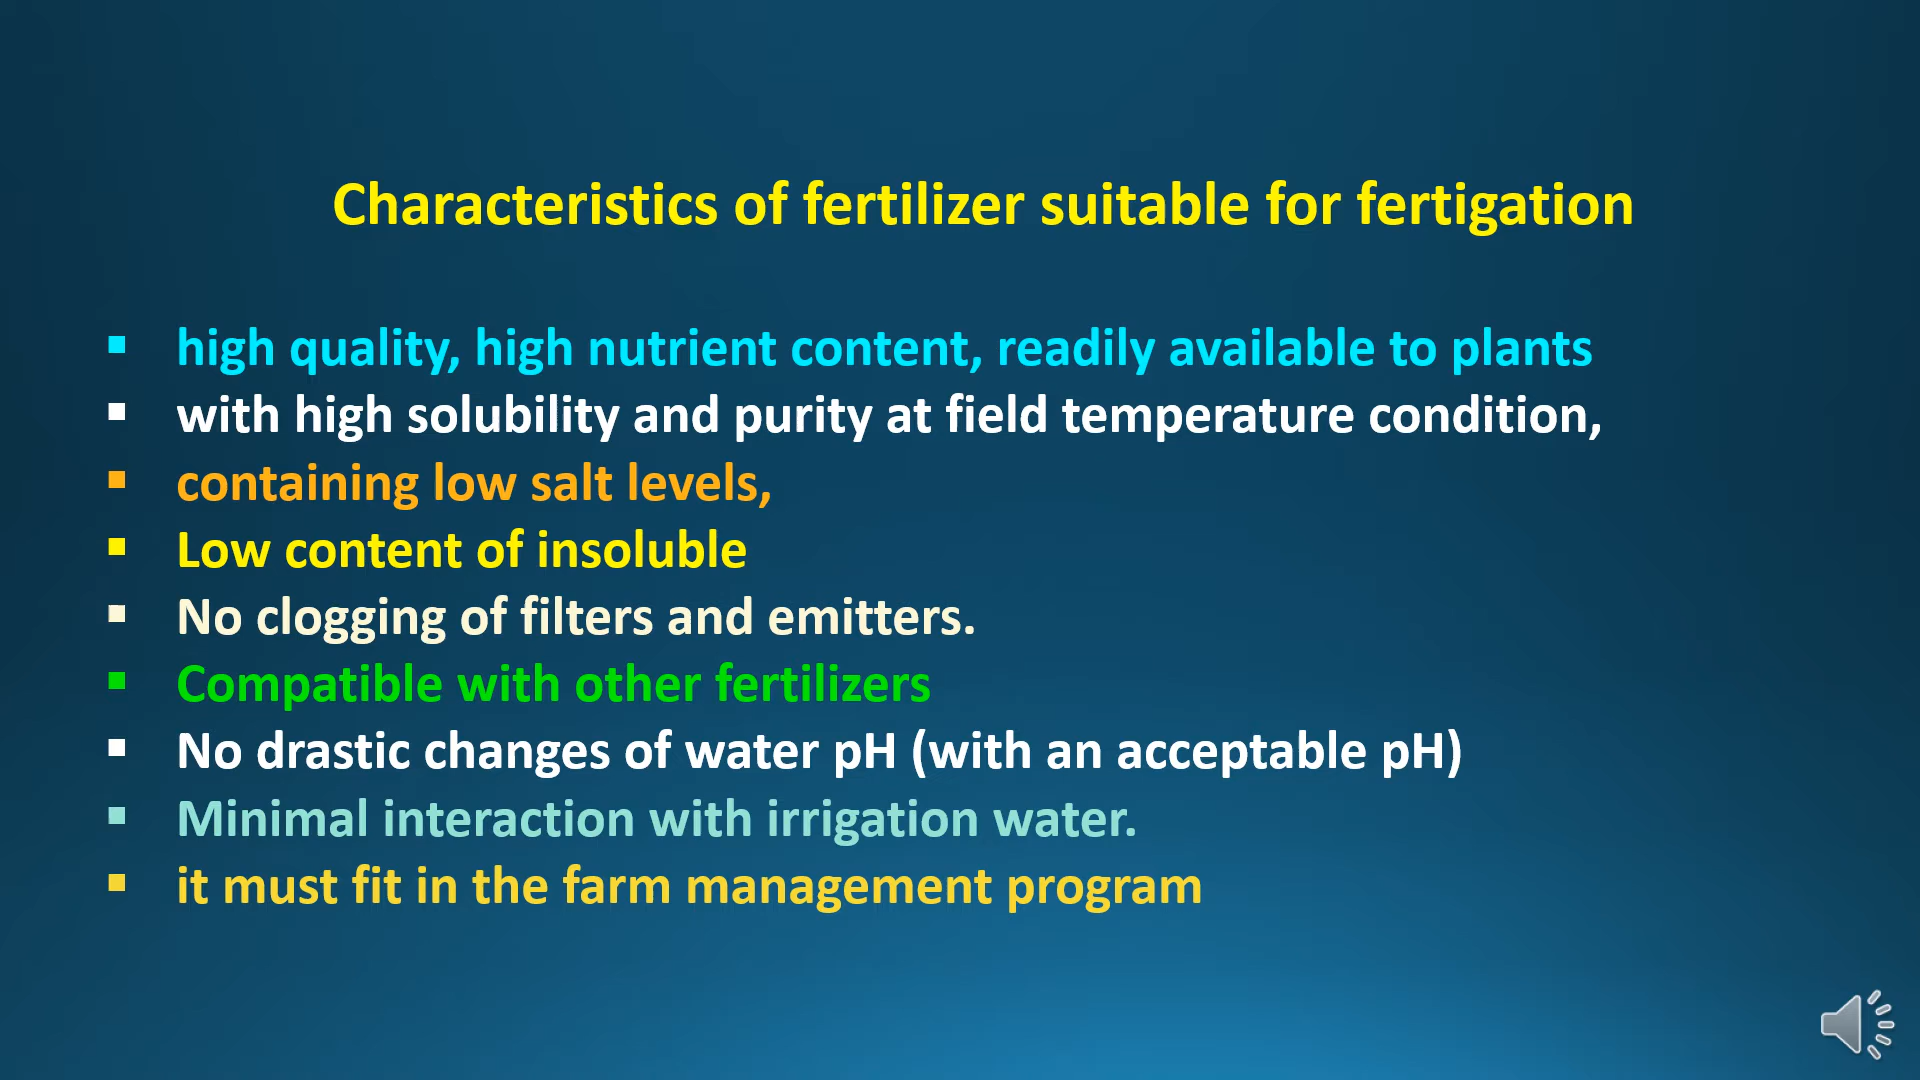 Characteristics of fertilizer suitable for fertigation
▪ high quality, high nutrient content, readily available to plants
▪ with high solubility and purity at field temperature condition,
▪ containing low salt levels,
▪ Low content of insoluble
▪ No clogging of filters and emitters.
▪ Compatible with other fertilizers
▪ No drastic changes of water pH (with an acceptable pH)
▪ Minimal interaction with irrigation water.
▪ it must fit in the farm management program